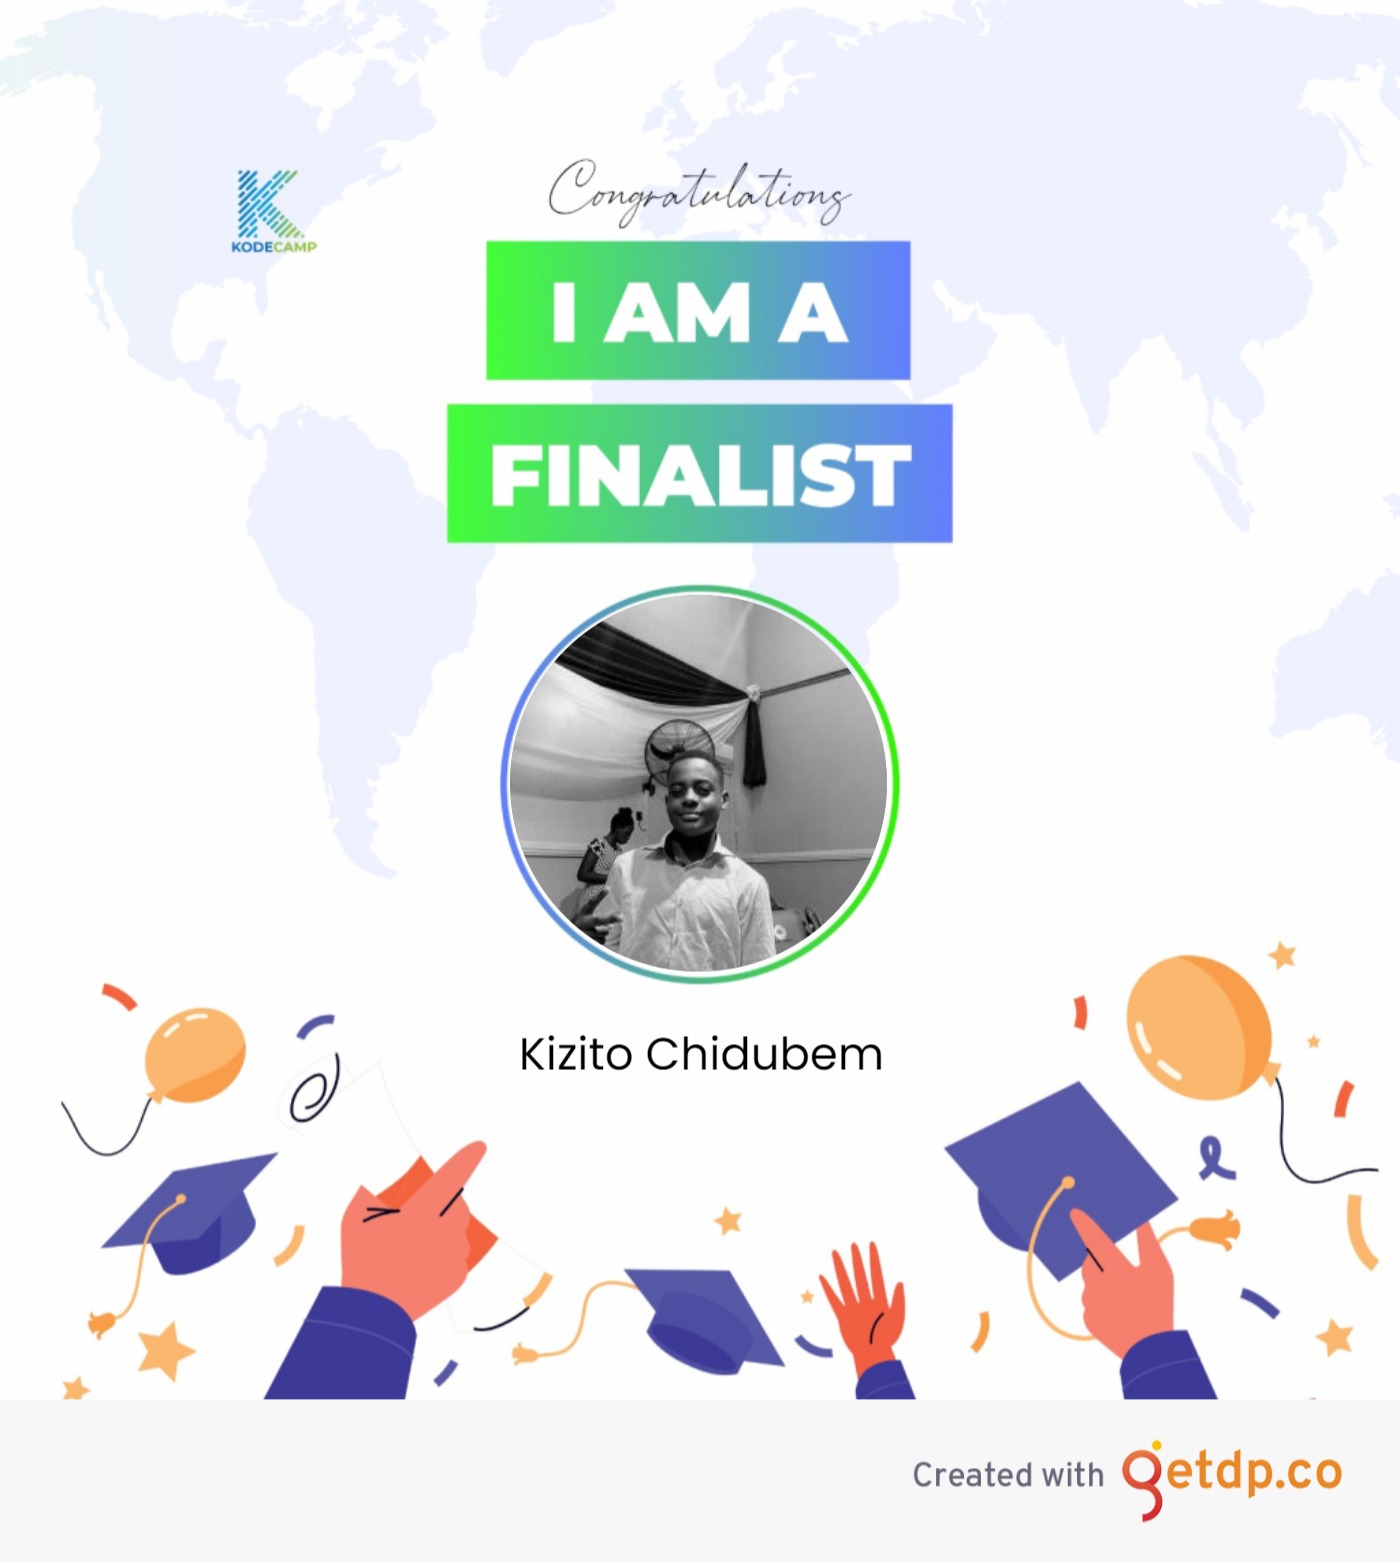 Congratulations
KODECAMP
I AM A
FINALIST
Kizito Chidubem
Created with getdp.co